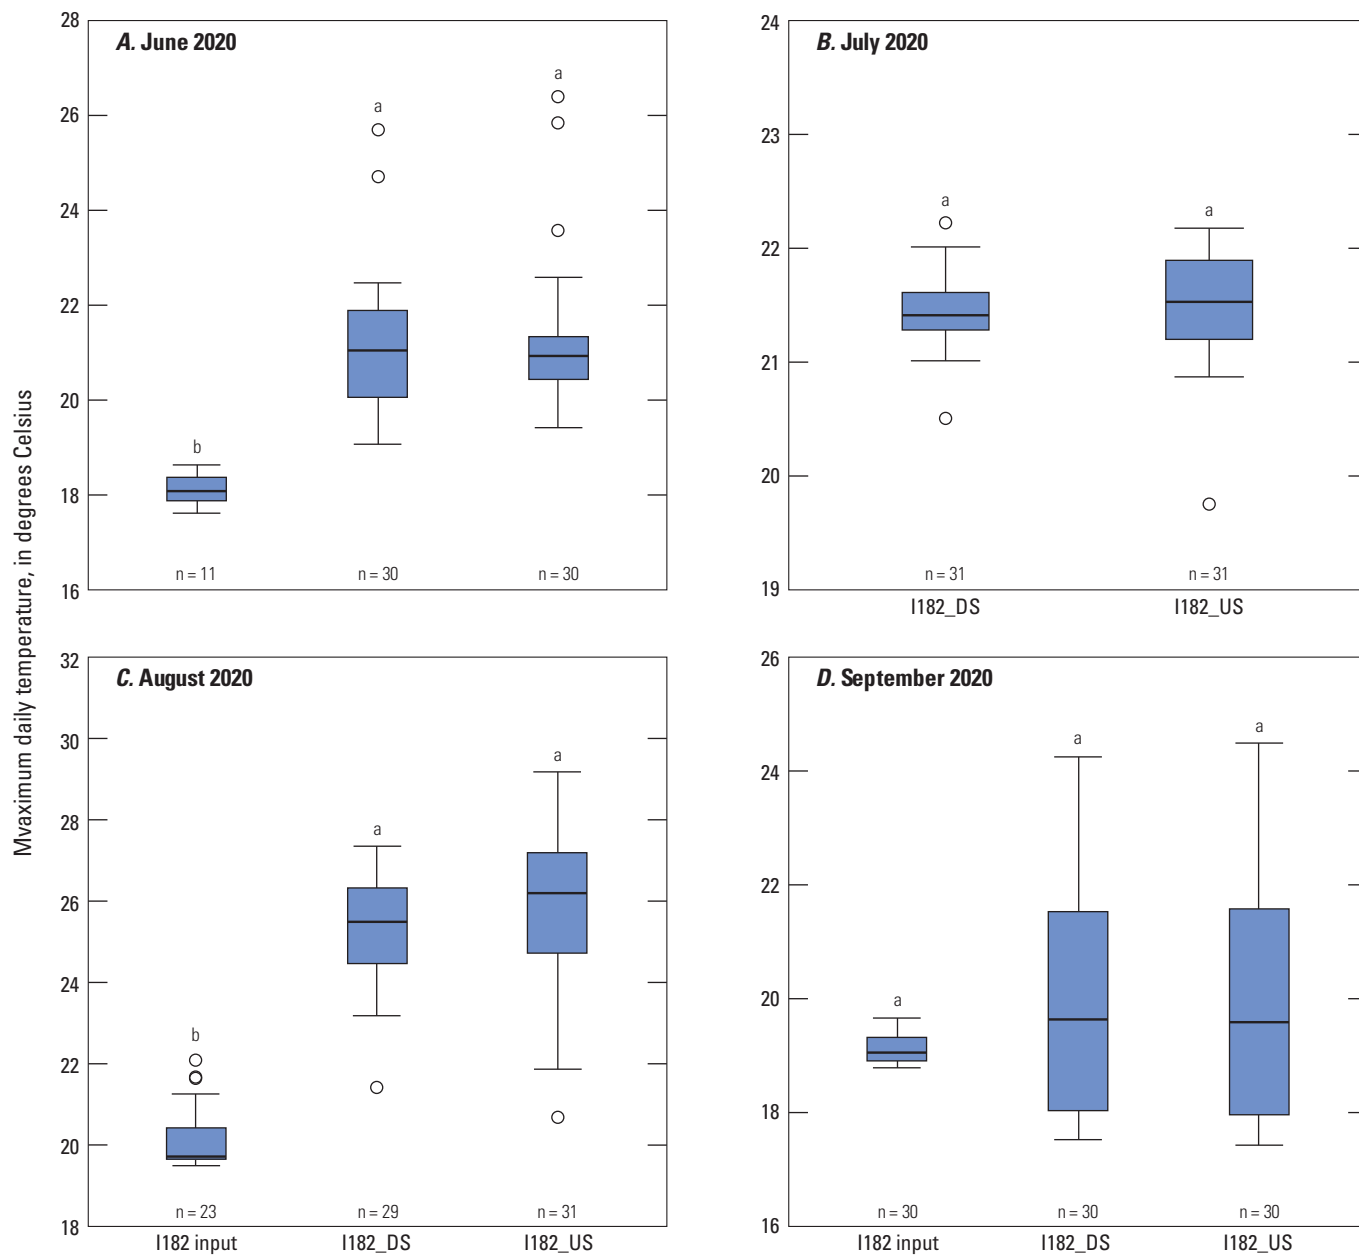 Mvaximum daily temperature, in degrees Celsius
A. June 2020
28
26
24
22
20
18
16
b
a
a
n = 11
n = 30
n = 30
B. July 2020
24
23
22
21
20
19
a
a
n = 31
n = 31
I182_DS
I182_US
C. August 2020
32
30
28
26
24
22
20
18
b
a
a
n = 23
n = 29
n = 31
I182 input
I182_DS
I182_US
D. September 2020
26
24
22
20
18
16
a
a
a
n = 30
n = 30
n = 30
I182 input
I182_DS
I182_US